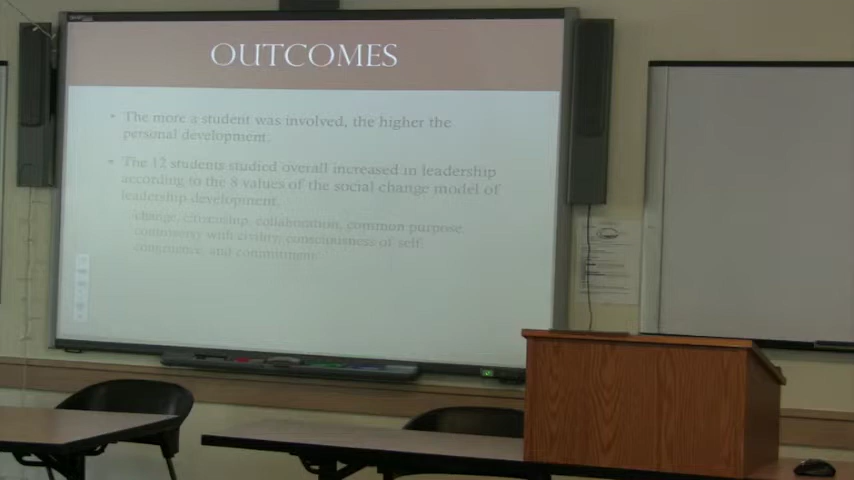 OUTCOMES
• The more a student was involved, the higher the
personal development.
• The 12 students studied overall increased in leadership
according to the 8 values of the social change model of
leadership development.
change, citizenship, collaboration, common purpose,
controversy with civility, consciousness of self,
congruence, and commitment.